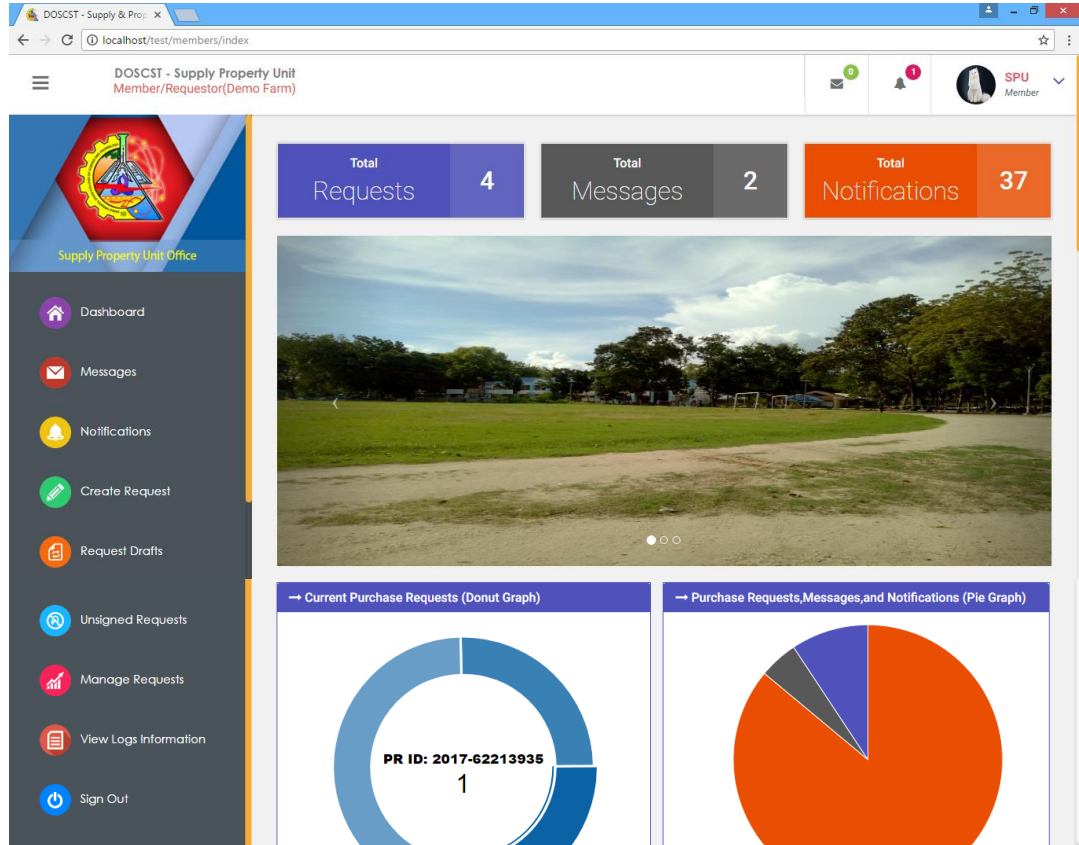 DOSCST - Supply & Prop
localhost/test/members/index
DOSCST - Supply Property Unit
Member/Requestor(Demo Farm)
0
1
SPU
Member
Supply Property Unit Office
Dashboard
Messages
Notifications
Create Request
Request Drafts
Unsigned Requests
Manage Requests
View Logs Information
Sign Out
Total
Requests
4
Total
Messages
2
Total
Notifications
37
Current Purchase Requests (Donut Graph)
PR ID: 2017-62213935
1
Purchase Requests,Messages,and Notifications (Pie Graph)